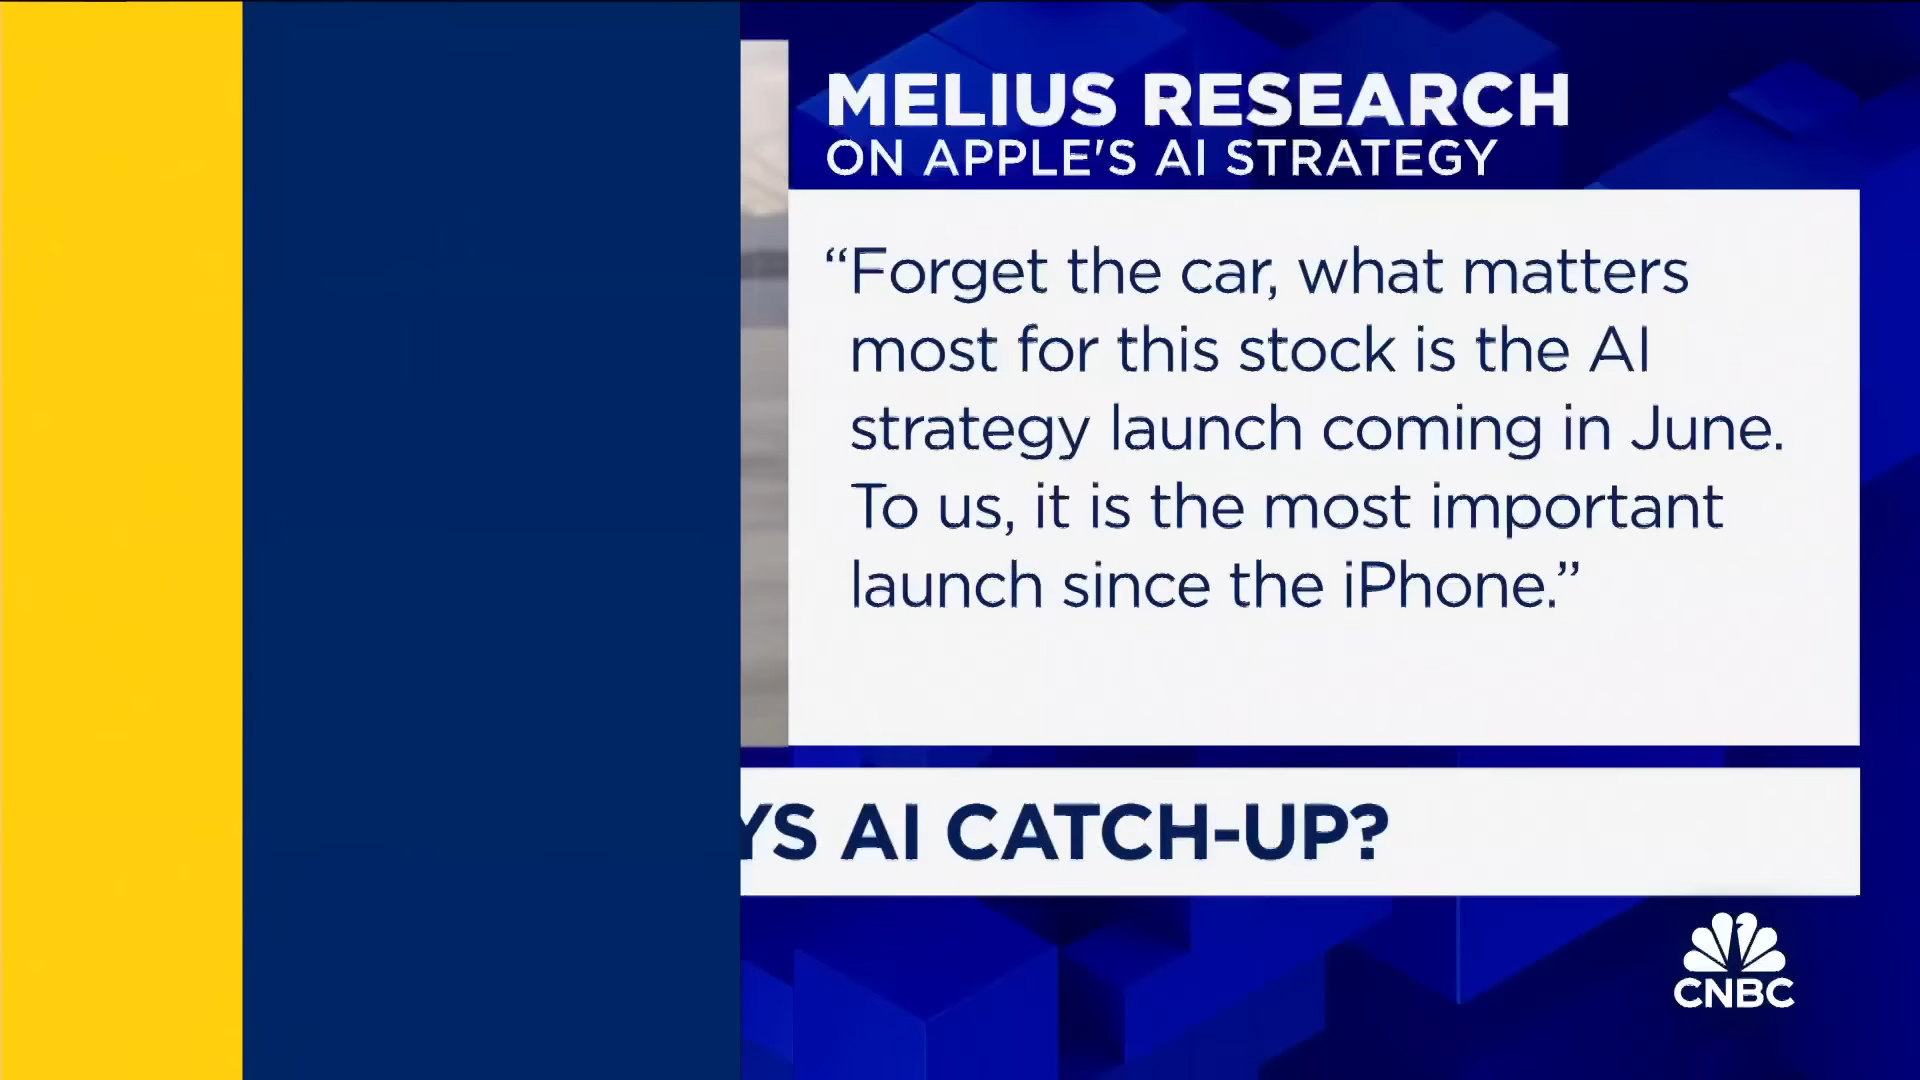 MELIUS RESEARCH
ON APPLE'S AI STRATEGY
“Forget the car, what matters
most for this stock is the AI
strategy launch coming in June.
To us, it is the most important
launch since the iPhone.”
YS AI CATCH-UP?
CNBC